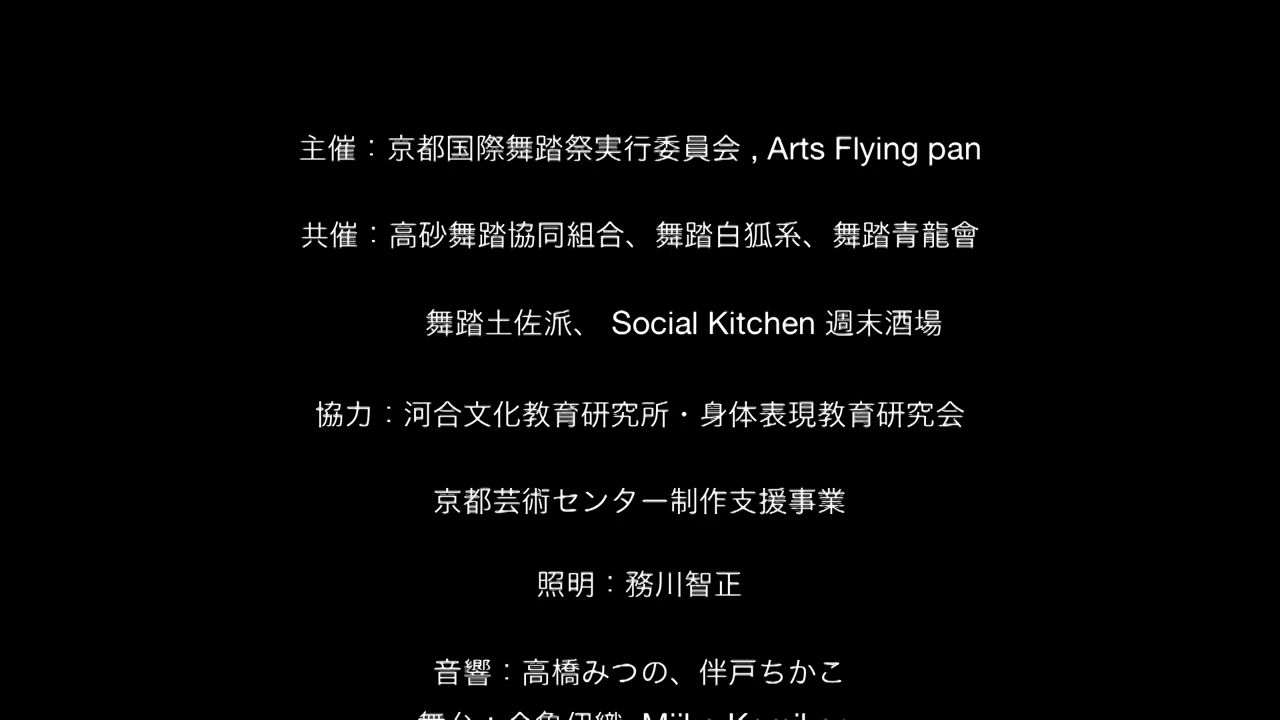 主催：京都国際舞踏祭実行委員会 , Arts Flying pan
共催：高砂舞踏協同組合、舞踏白狐系、舞踏青龍會
舞踏土佐派、 Social Kitchen 週末酒場
協力：河合文化教育研究所・身体表現教育研究会
京都芸術センター制作支援事業
照明：務川智正
音響：高橋みつの、伴戸ちかこ
舞台：